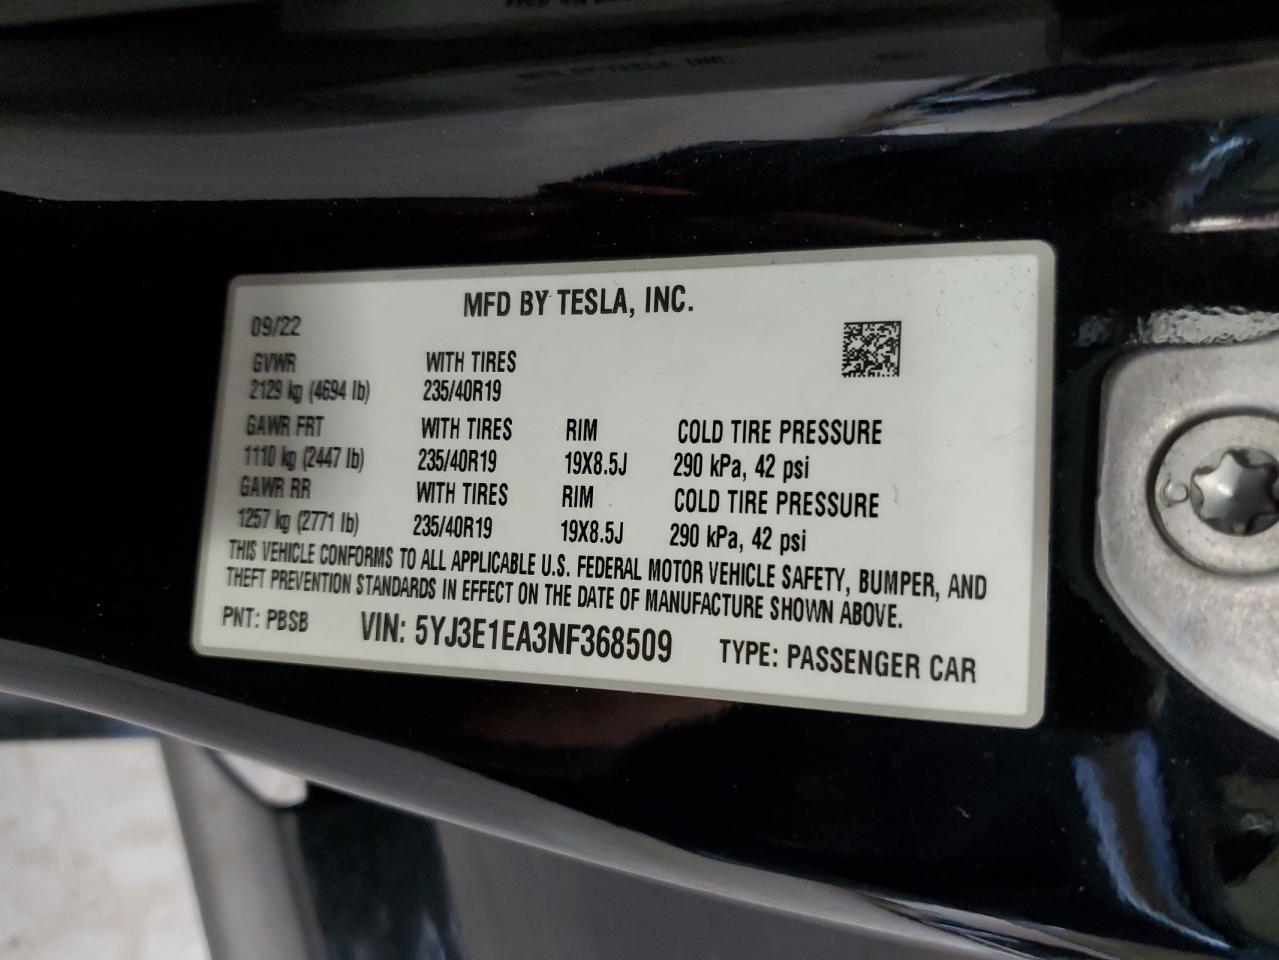 MFD BY TESLA, INC.
09/22
GVWR WITH TIRES
2129 kg (4694 lb) 235/40R19
GAWR FRT WITH TIRES RIM COLD TIRE PRESSURE
1110 kg (2447 lb) 235/40R19 19X8.5J 290 kPa, 42 psi
GAWR RR WITH TIRES RIM COLD TIRE PRESSURE
1257 kg (2771 lb) 235/40R19 19X8.5J 290 kPa, 42 psi
THIS VEHICLE CONFORMS TO ALL APPLICABLE U.S. FEDERAL MOTOR VEHICLE SAFETY, BUMPER, AND
THEFT PREVENTION STANDARDS IN EFFECT ON THE DATE OF MANUFACTURE SHOWN ABOVE.
PNT: PBSB VIN: 5YJ3E1EA3NF368509 TYPE: PASSENGER CAR